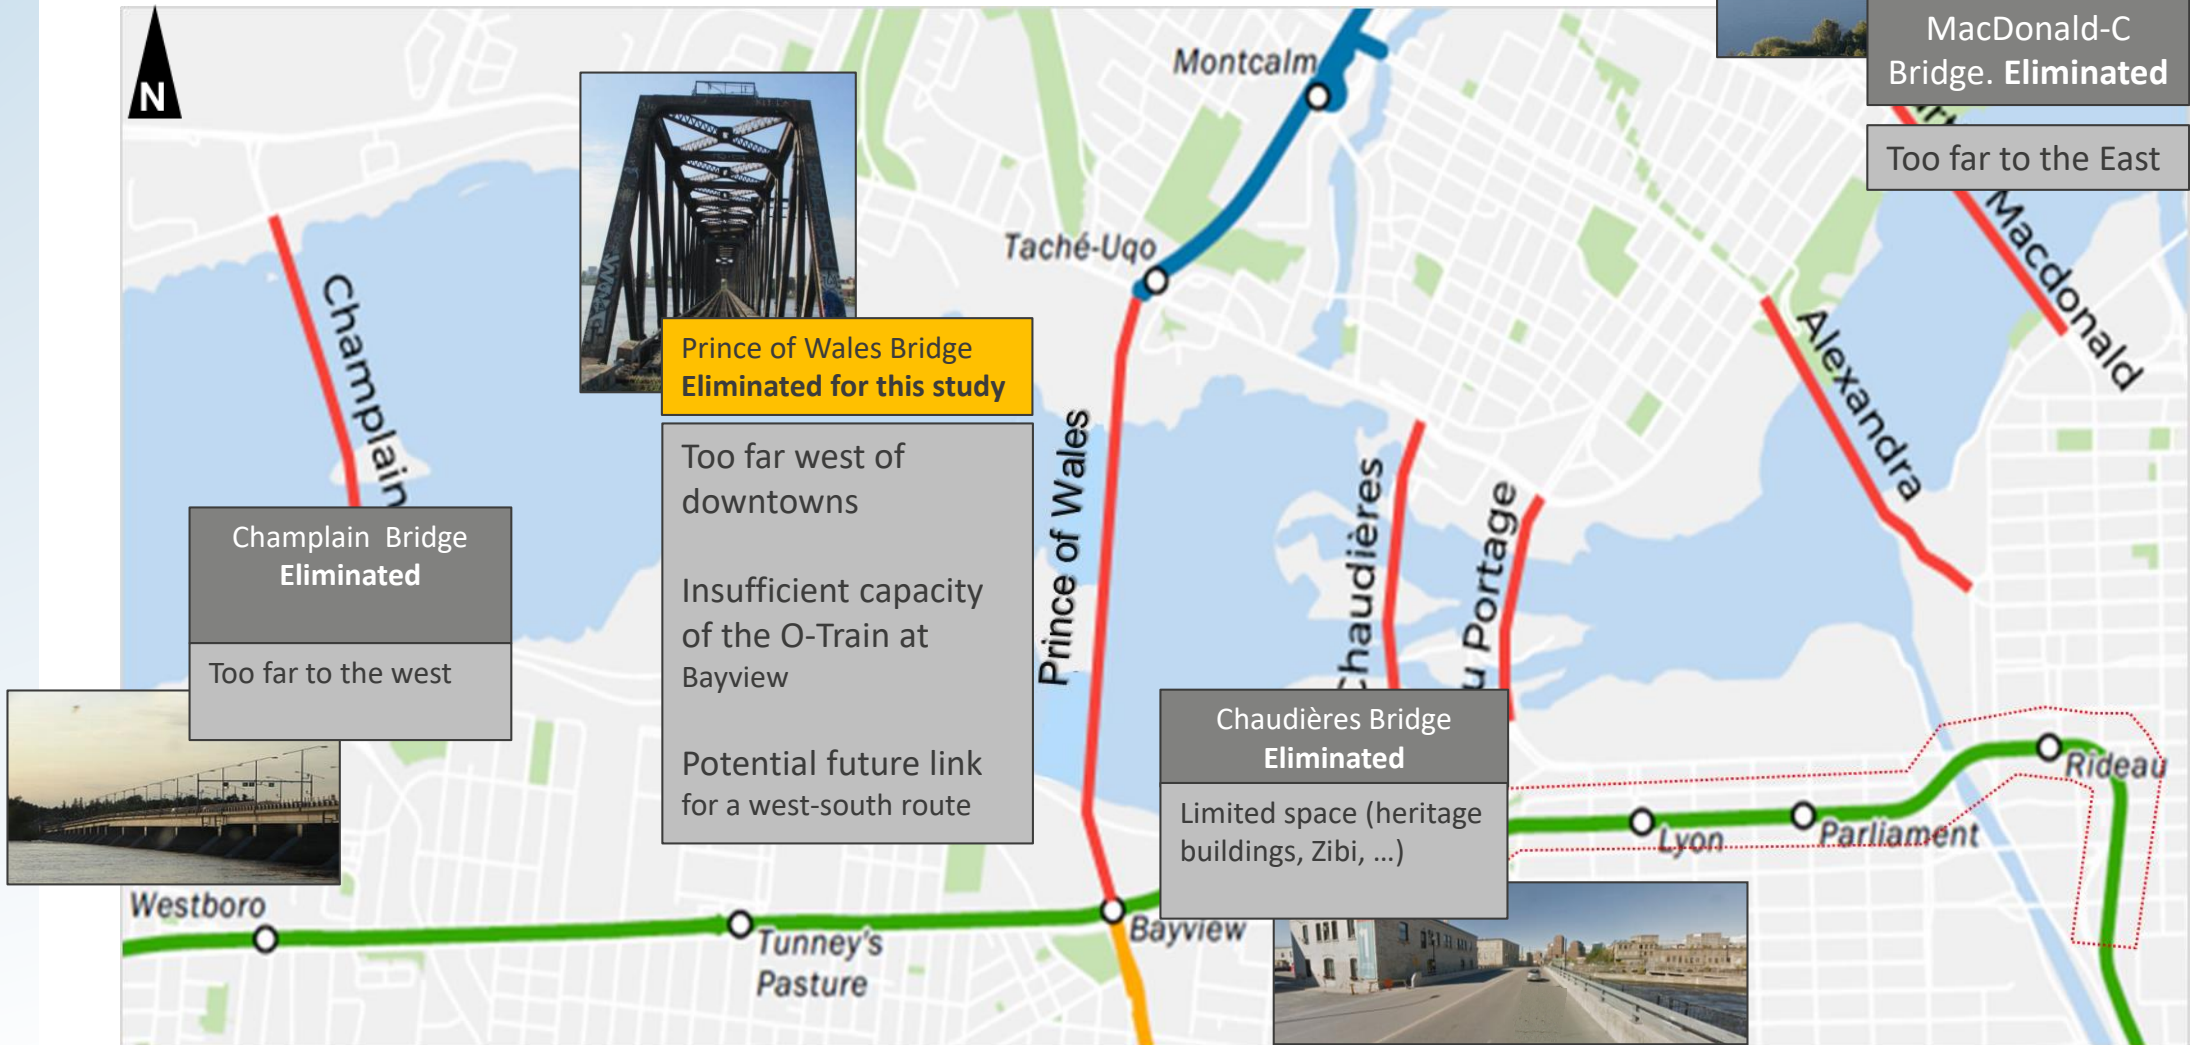 N
Montcalm
MacDonald-C
Bridge. Eliminated
Too far to the East
Macdonald
Taché-Uqo
Alexandra
Champlain
Prince of Wales Bridge
Eliminated for this study
Too far west of
downtowns
Insufficient capacity
of the O-Train at
Bayview
Potential future link
for a west-south route
Prince of Wales
Chaudières
u Portage
Champlain Bridge
Eliminated
Too far to the west
Chaudières Bridge
Eliminated
Limited space (heritage
buildings, Zibi, ...)
Rideau
Lyon
Parliament
Westboro
Tunney's
Pasture
Bayview